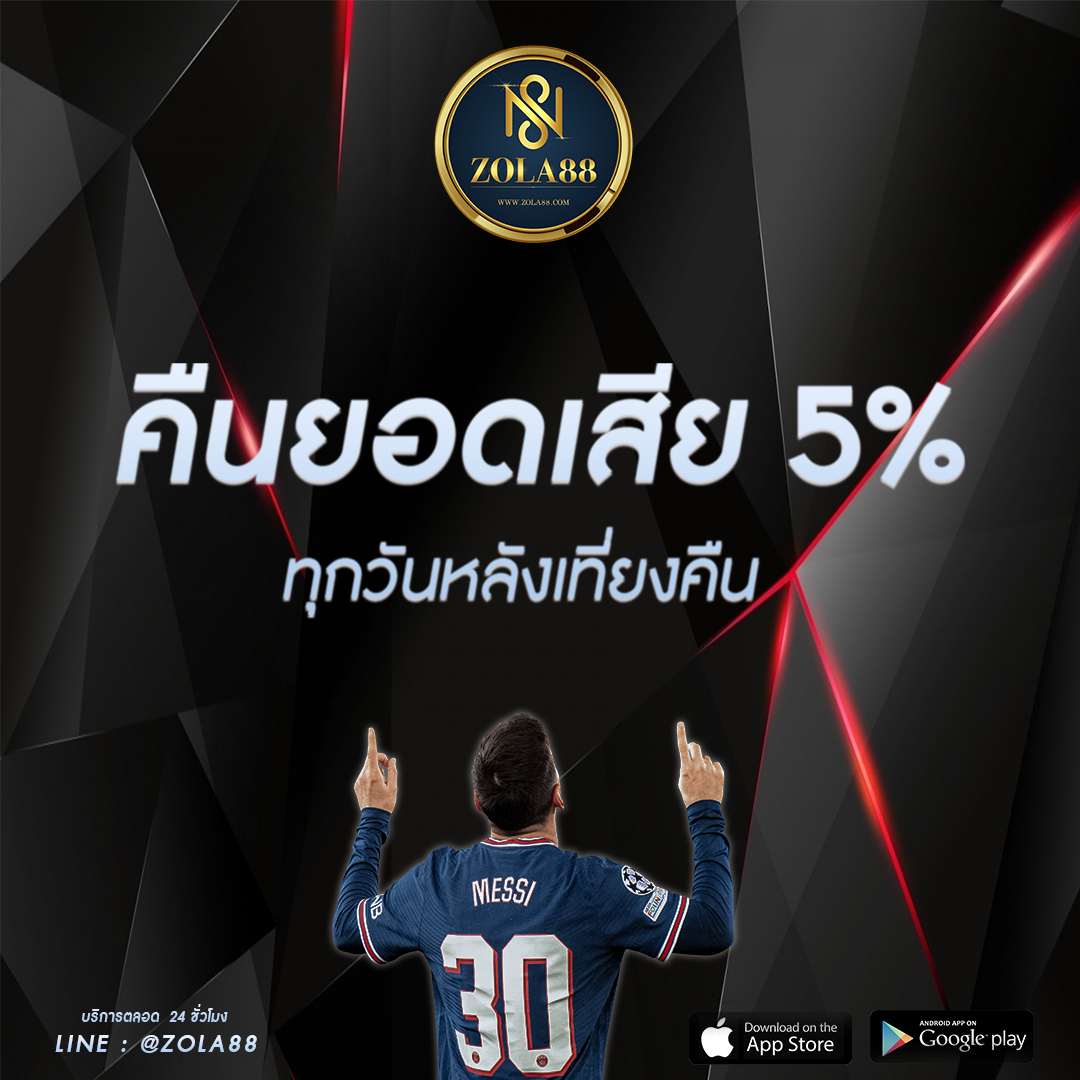 ZOLA88
WWW.ZOLA88.COM
คืนยอดเสีย 5%
ทุกวันหลังเที่ยงคืน
MESSI
30
บริการตลอด 24 ชั่วโมง
LINE : @ZOLA88
Download on the
App Store
ANDROID APP ON
Google play